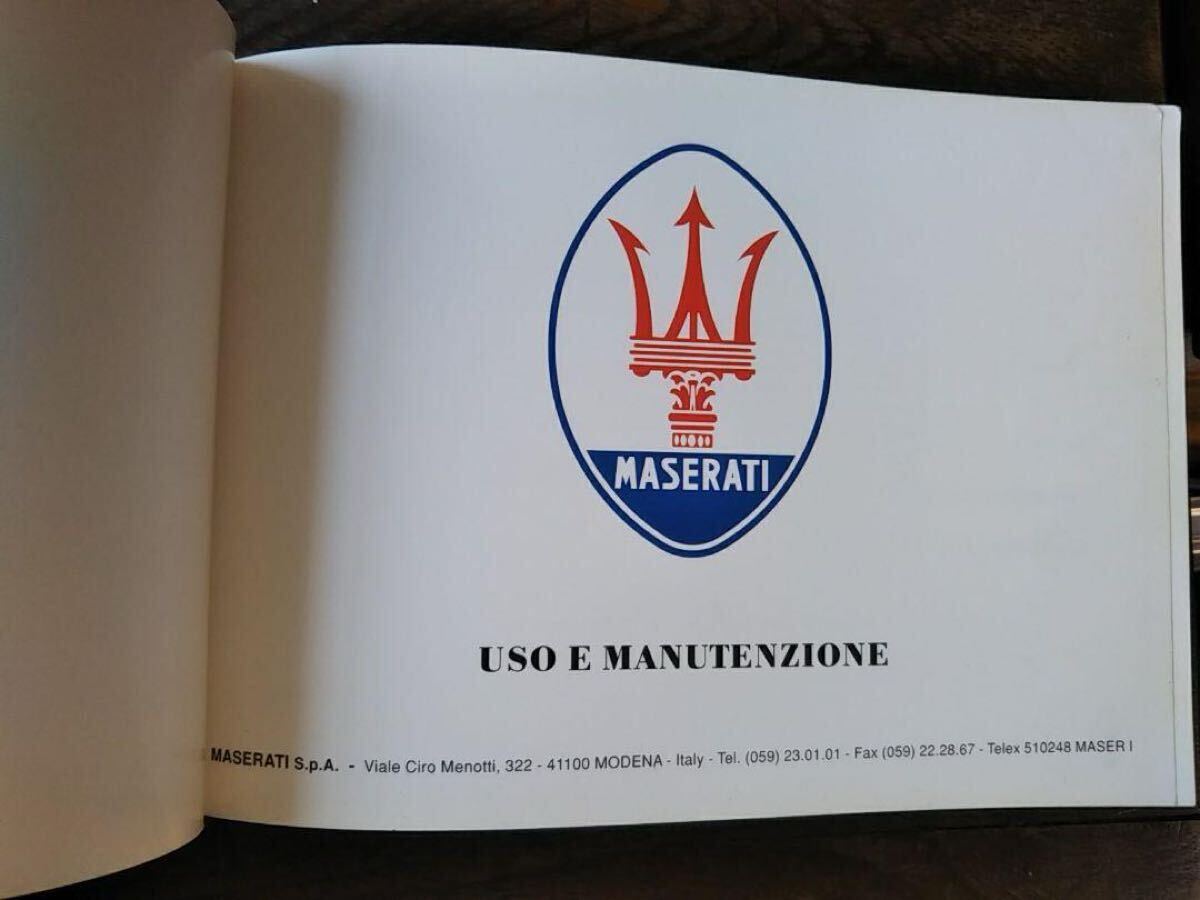 MASERATI
USO E MANUTENZIONE
MASERATI S.p.A. - Viale Ciro Menotti, 322 - 41100 MODENA - Italy - Tel. (059) 23.01.01 - Fax (059) 22.28.67 - Telex 510248 MASER I